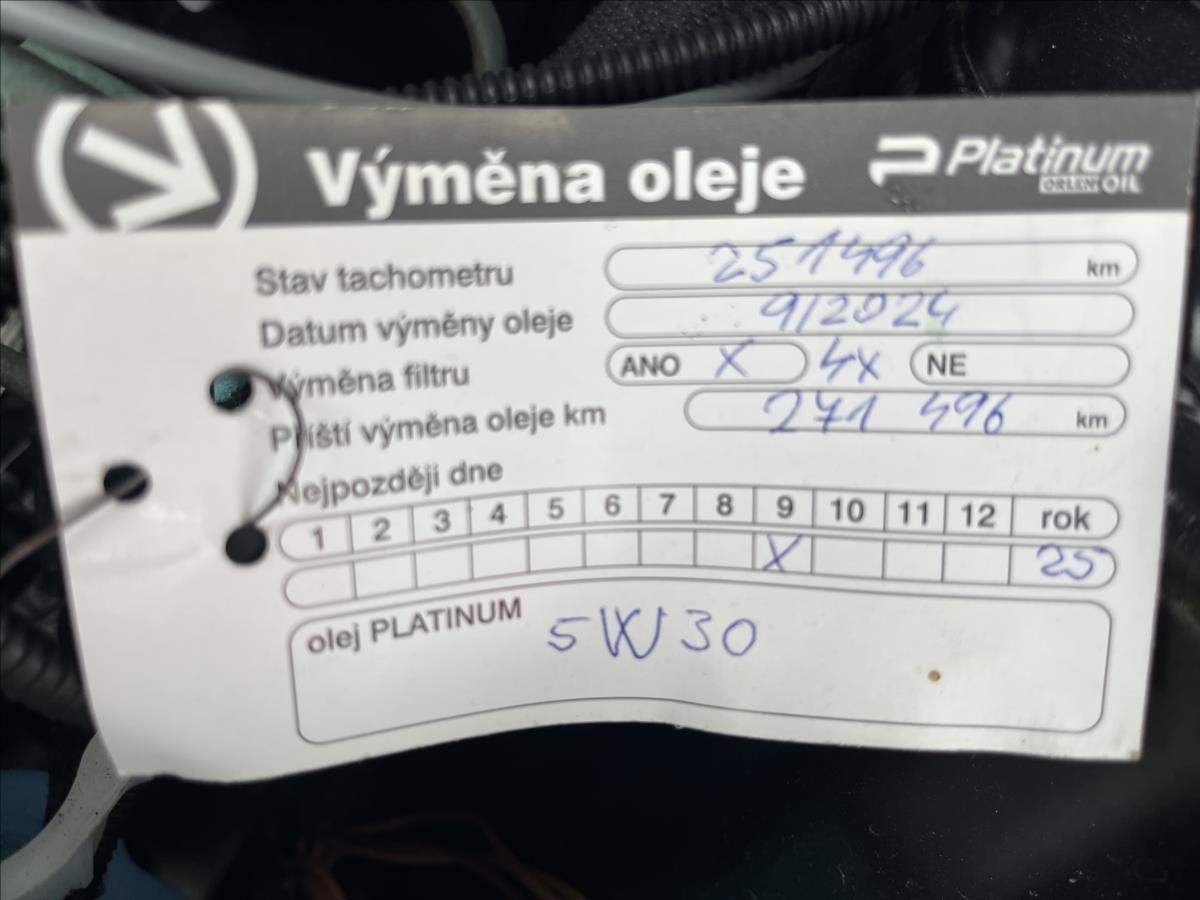 Výměna oleje
Platinum
ORLEN OIL
Stav tachometru 251496 km
Datum výměny oleje 9/2024
Výměna filtru ANO X 4x NE
Příští výměna oleje km 271 496 km
Nejpozději dne
1 2 3 4 5 6 7 8 9 10 11 12 rok
X 25
olej PLATINUM 5W30